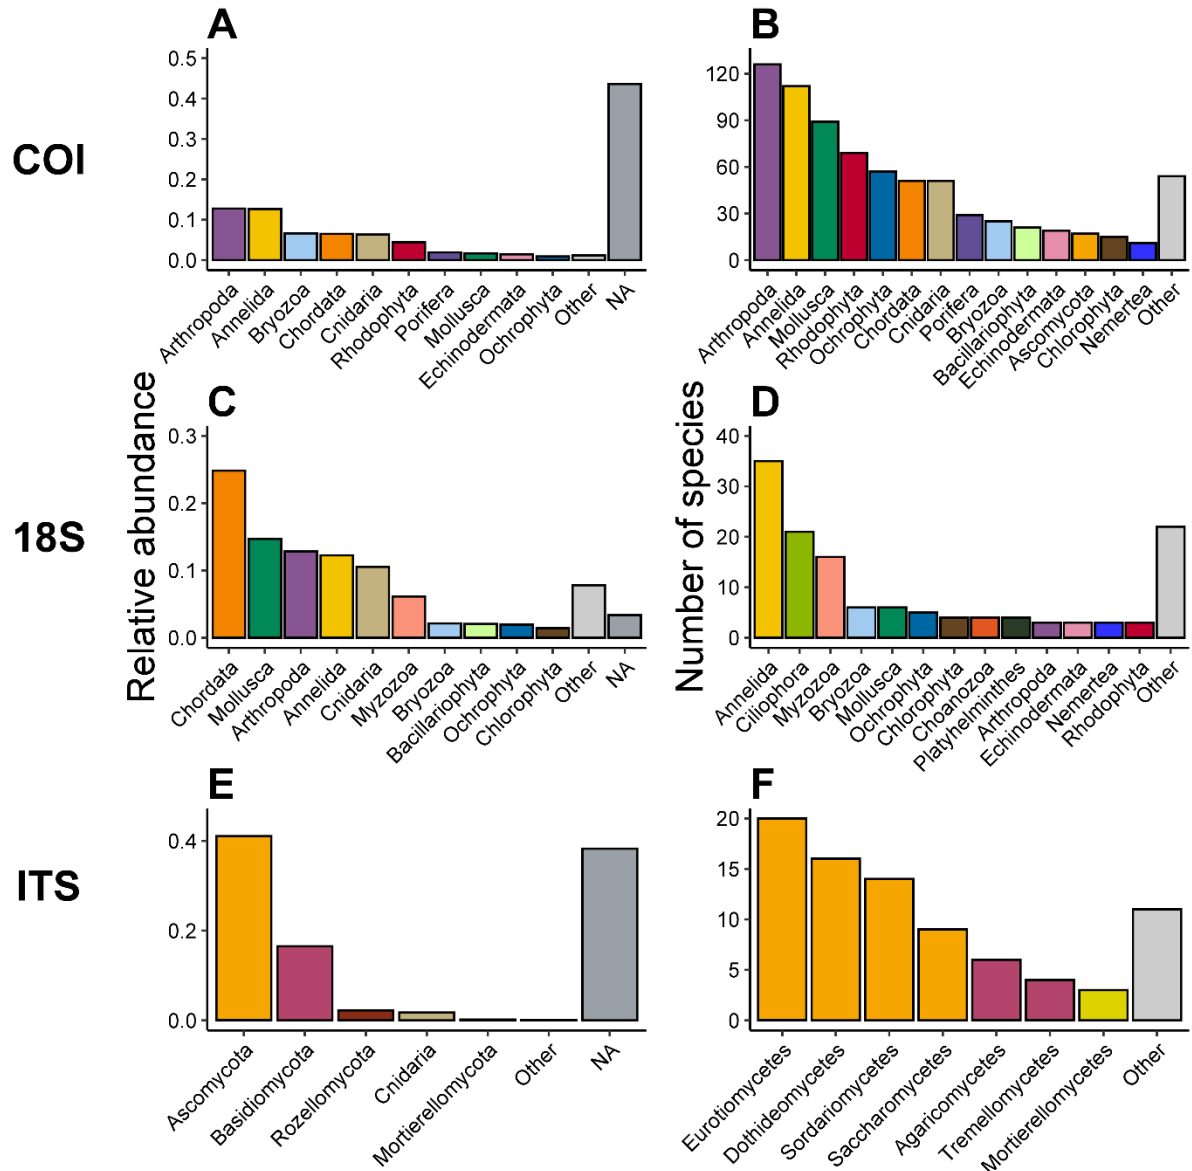 A
B
COI
0.5
0.4
0.3
0.2
0.1
0.0
Arthropoda
Annelida
Bryozoa
Chordata
Cnidaria
Rhodophyta
Porifera
Mollusca
Echinodermata
Ochrophyta
Other
NA
120
90
60
30
0
Arthropoda
Annelida
Mollusca
Rhodophyta
Ochrophyta
Chordata
Cnidaria
Porifera
Bryozoa
Bacillariophyta
Echinodermata
Ascomycota
Chlorophyta
Nemertea
Other
C
D
18S
Relative abundance
0.3
0.2
0.1
0.0
Chordata
Mollusca
Arthropoda
Annelida
Cnidaria
Myzozoa
Bryozoa
Bacillariophyta
Ochrophyta
Chlorophyta
Other
NA
Number of species
40
30
20
10
0
Annelida
Ciliophora
Myzozoa
Bryozoa
Mollusca
Ochrophyta
Chlorophyta
Choanozoa
Platyhelminthes
Arthropoda
Echinodermata
Nemertea
Rhodophyta
Other
E
F
ITS
0.4
0.2
0.0
Ascomycota
Basidiomycota
Rozellomycota
Cnidaria
Mortierellomycota
Other
NA
20
15
10
5
0
Eurotiomycetes
Dothideomycetes
Sordariomycetes
Saccharomycetes
Agaricomycetes
Tremellomycetes
Mortierellomycetes
Other